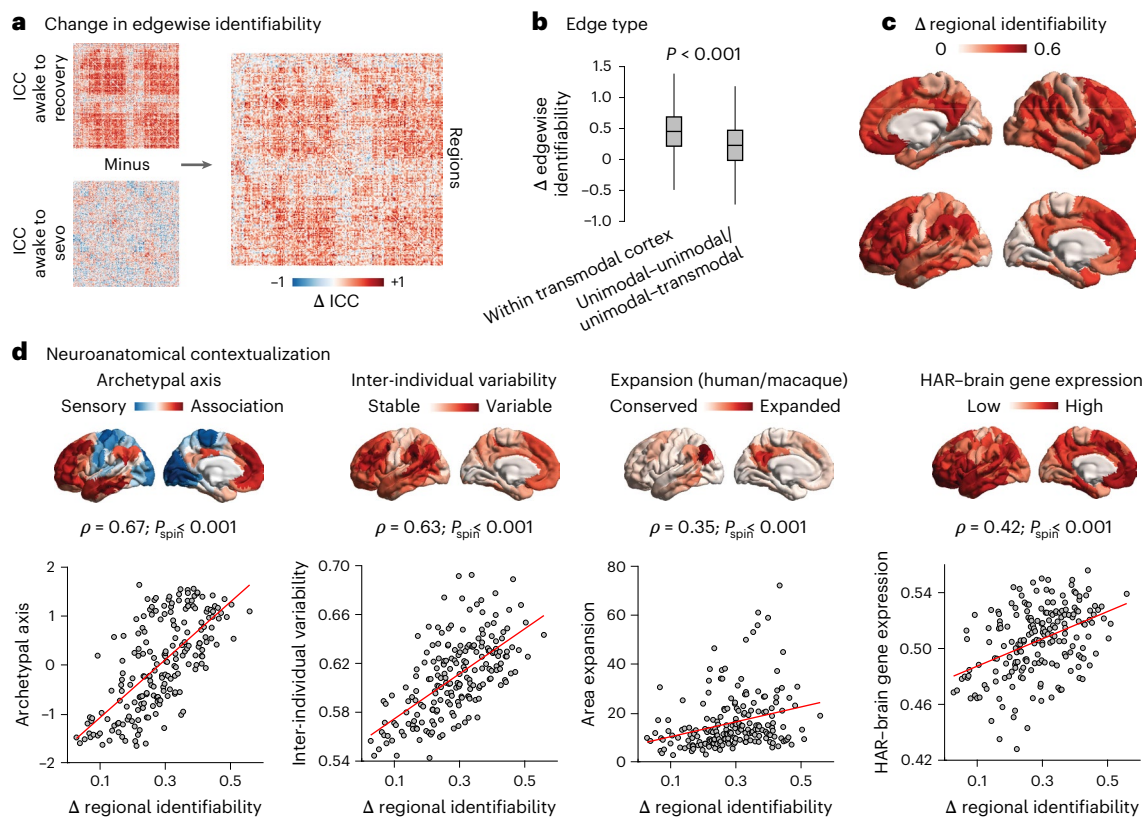 a Change in edgewise identifiability
ICC
awake to
recovery
Minus
ICC
awake to
sevo
Regions
–1 +1
Δ ICC
b Edge type
P < 0.001
Δ edgewise
identifiability
1.5
1.0
0.5
0
–0.5
–1.0
Within transmodal cortex
Unimodal–unimodal/
unimodal–transmodal
c Δ regional identifiability
0 0.6
d Neuroanatomical contextualization
Archetypal axis
Sensory Association
ρ = 0.67; Pspin < 0.001
Archetypal axis
2
1
0
–1
–2
0.1 0.3 0.5
Δ regional identifiability
Inter-individual variability
Stable Variable
ρ = 0.63; Pspin < 0.001
Inter-individual variability
0.70
0.66
0.62
0.58
0.54
0.1 0.3 0.5
Δ regional identifiability
Expansion (human/macaque)
Conserved Expanded
ρ = 0.35; Pspin < 0.001
Area expansion
80
60
40
20
0
0.1 0.3 0.5
Δ regional identifiability
HAR–brain gene expression
Low High
ρ = 0.42; Pspin < 0.001
HAR–brain gene expression
0.54
0.50
0.46
0.42
0.1 0.3 0.5
Δ regional identifiability